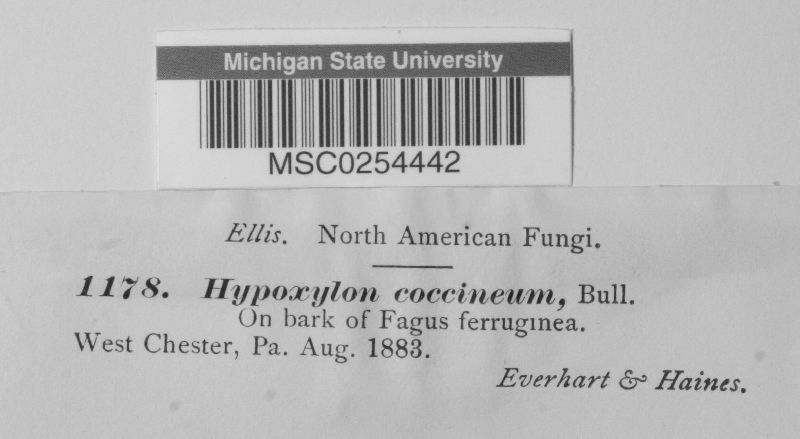 Michigan State University
MSC0254442
Ellis. North American Fungi.
1178. Hypoxylon coccineum, Bull.
On bark of Fagus ferruginea.
West Chester, Pa. Aug. 1883.
Everhart & Haines.